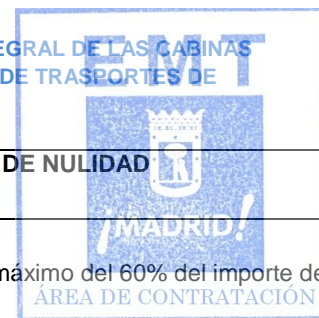 EGRAL DE LAS CABINAS
EMT
DE TRASPORTES DE
DE NULIDAD
¡MADRID!
máximo del 60% del importe de
ÁREA DE CONTRATACIÓN